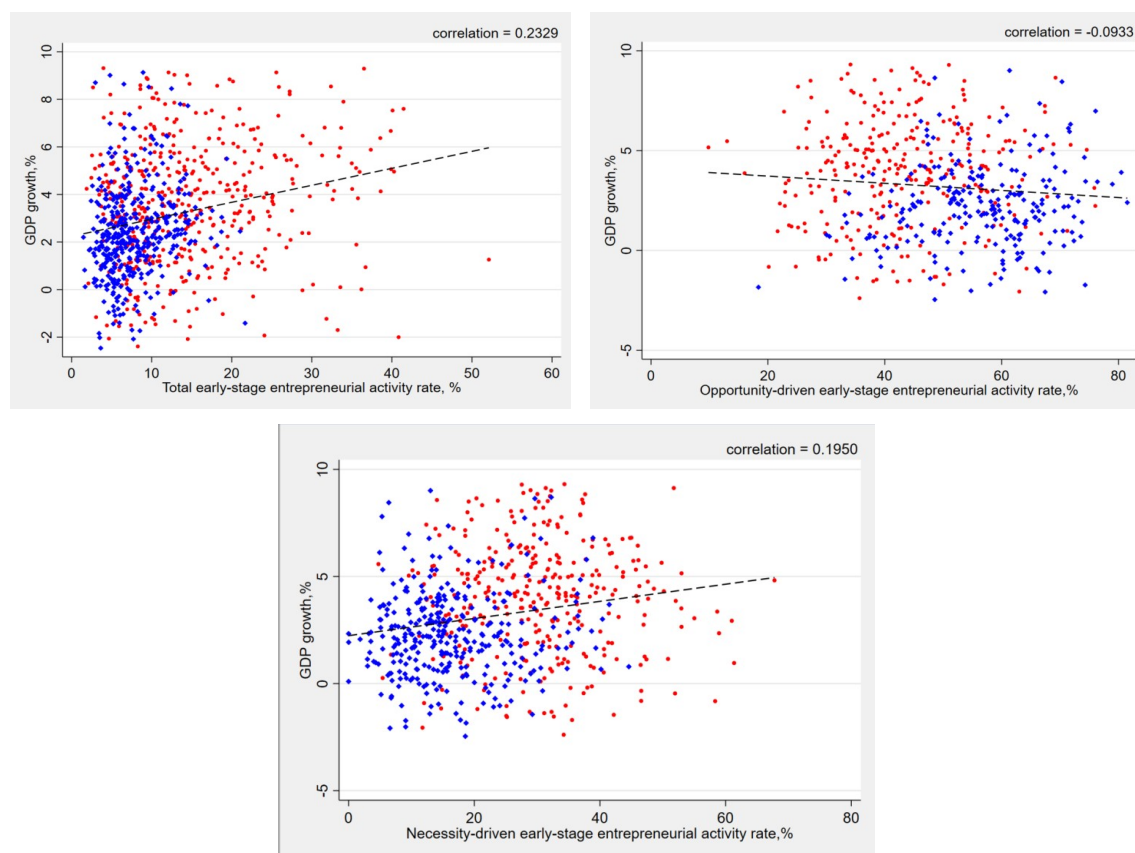 correlation = 0.2329
GDP growth,%
10
8
6
4
2
0
-2
0 10 20 30 40 50 60
Total early-stage entrepreneurial activity rate, %
correlation = -0.0933
GDP growth,%
10
5
0
-5
0 20 40 60 80
Opportunity-driven early-stage entrepreneurial activity rate,%
correlation = 0.1950
GDP growth,%
10
5
0
-5
0 20 40 60 80
Necessity-driven early-stage entrepreneurial activity rate,%